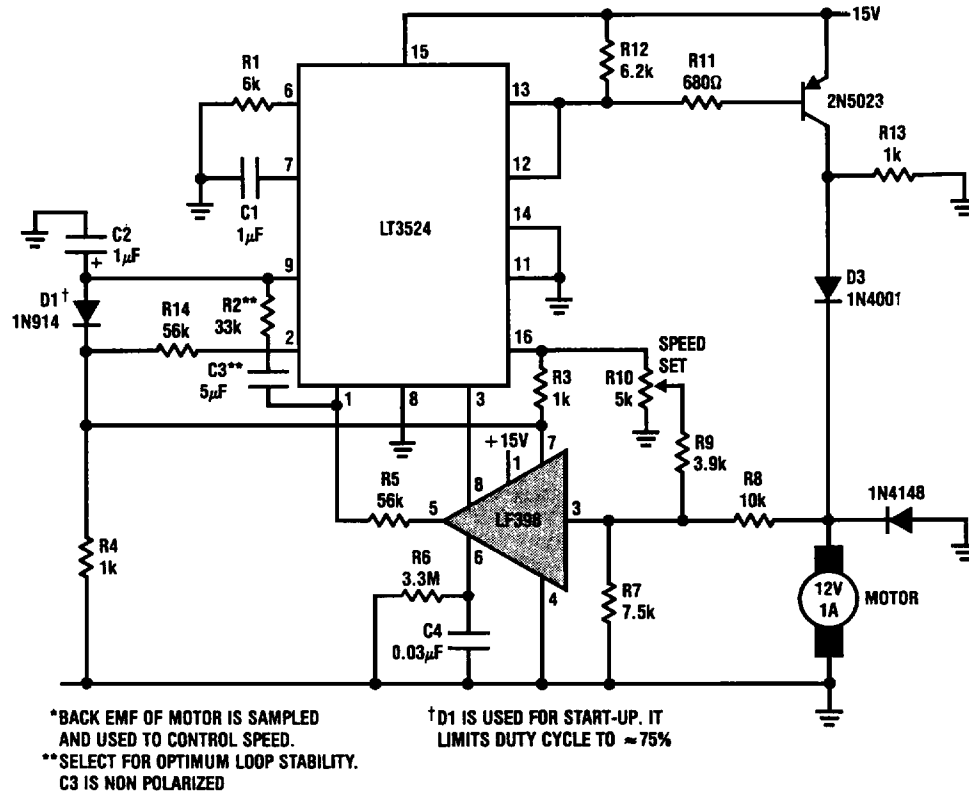 15V
R12
6.2k
R11
680Ω
2N5023
R13
1k
R1
6k
15
6
7
13
12
14
11
C1
1µF
LT3524
C2
1µF
+
9
D1†
1N914
R14
56k
R2**
33k
2
C3**
5µF
16
D3
1N4001
SPEED
SET
R3
1k
R10
5k
1
8
3
+15V
7
R9
3.9k
R5
56k
5
8
1
LF398
3
R8
10k
1N4148
6
4
R4
1k
R6
3.3M
C4
0.03µF
R7
7.5k
12V
1A
MOTOR
*BACK EMF OF MOTOR IS SAMPLED
AND USED TO CONTROL SPEED.
**SELECT FOR OPTIMUM LOOP STABILITY.
C3 IS NON POLARIZED
†D1 IS USED FOR START-UP. IT
LIMITS DUTY CYCLE TO ≈75%